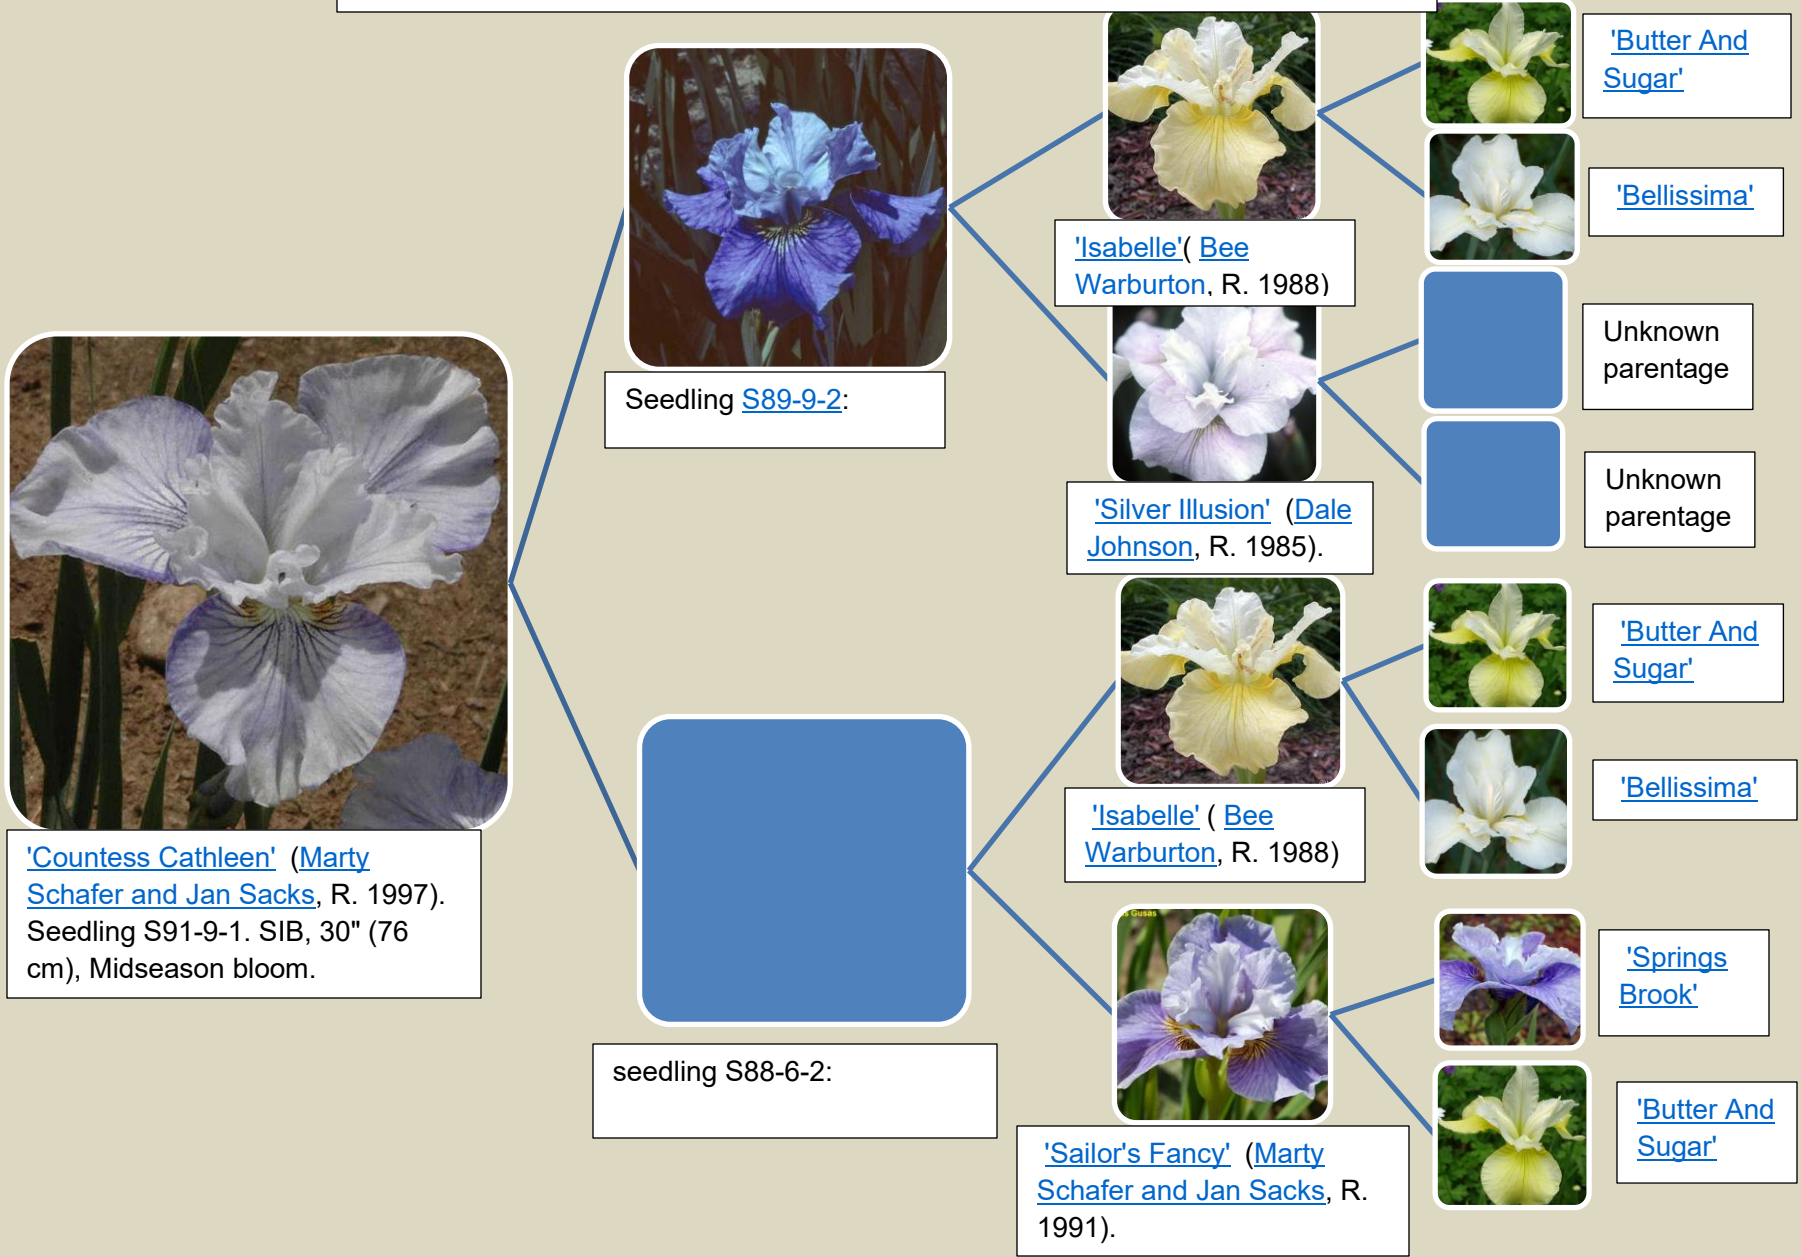 'Butter And
Sugar'
'Bellissima'
'Isabelle'( Bee
Warburton, R. 1988)
Unknown
parentage
Seedling S89-9-2:
Unknown
parentage
'Silver Illusion' (Dale
Johnson, R. 1985).
'Butter And
Sugar'
'Bellissima'
'Isabelle' ( Bee
Warburton, R. 1988)
'Countess Cathleen' (Marty
Schafer and Jan Sacks, R. 1997).
Seedling S91-9-1. SIB, 30" (76
cm), Midseason bloom.
Gusas
'Springs
Brook'
seedling S88-6-2:
'Butter And
Sugar'
'Sailor's Fancy' (Marty
Schafer and Jan Sacks, R.
1991).